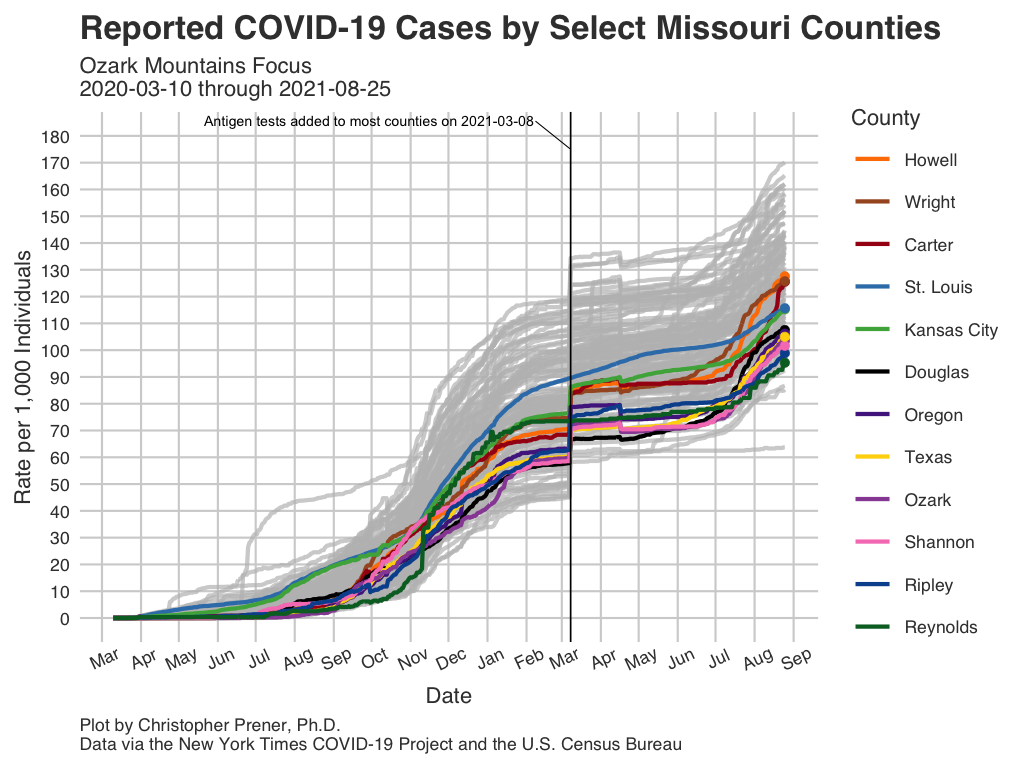 Reported COVID-19 Cases by Select Missouri Counties
Ozark Mountains Focus
2020-03-10 through 2021-08-25
Antigen tests added to most counties on 2021-03-08
Rate per 1,000 Individuals
180
170
160
150
140
130
120
110
100
90
80
70
60
50
40
30
20
10
0
Mar Apr May Jun Jul Aug Sep Oct Nov Dec Jan Feb Mar Apr May Jun Jul Aug Sep
Date
County
Howell
Wright
Carter
St. Louis
Kansas City
Douglas
Oregon
Texas
Ozark
Shannon
Ripley
Reynolds
Plot by Christopher Prener, Ph.D.
Data via the New York Times COVID-19 Project and the U.S. Census Bureau